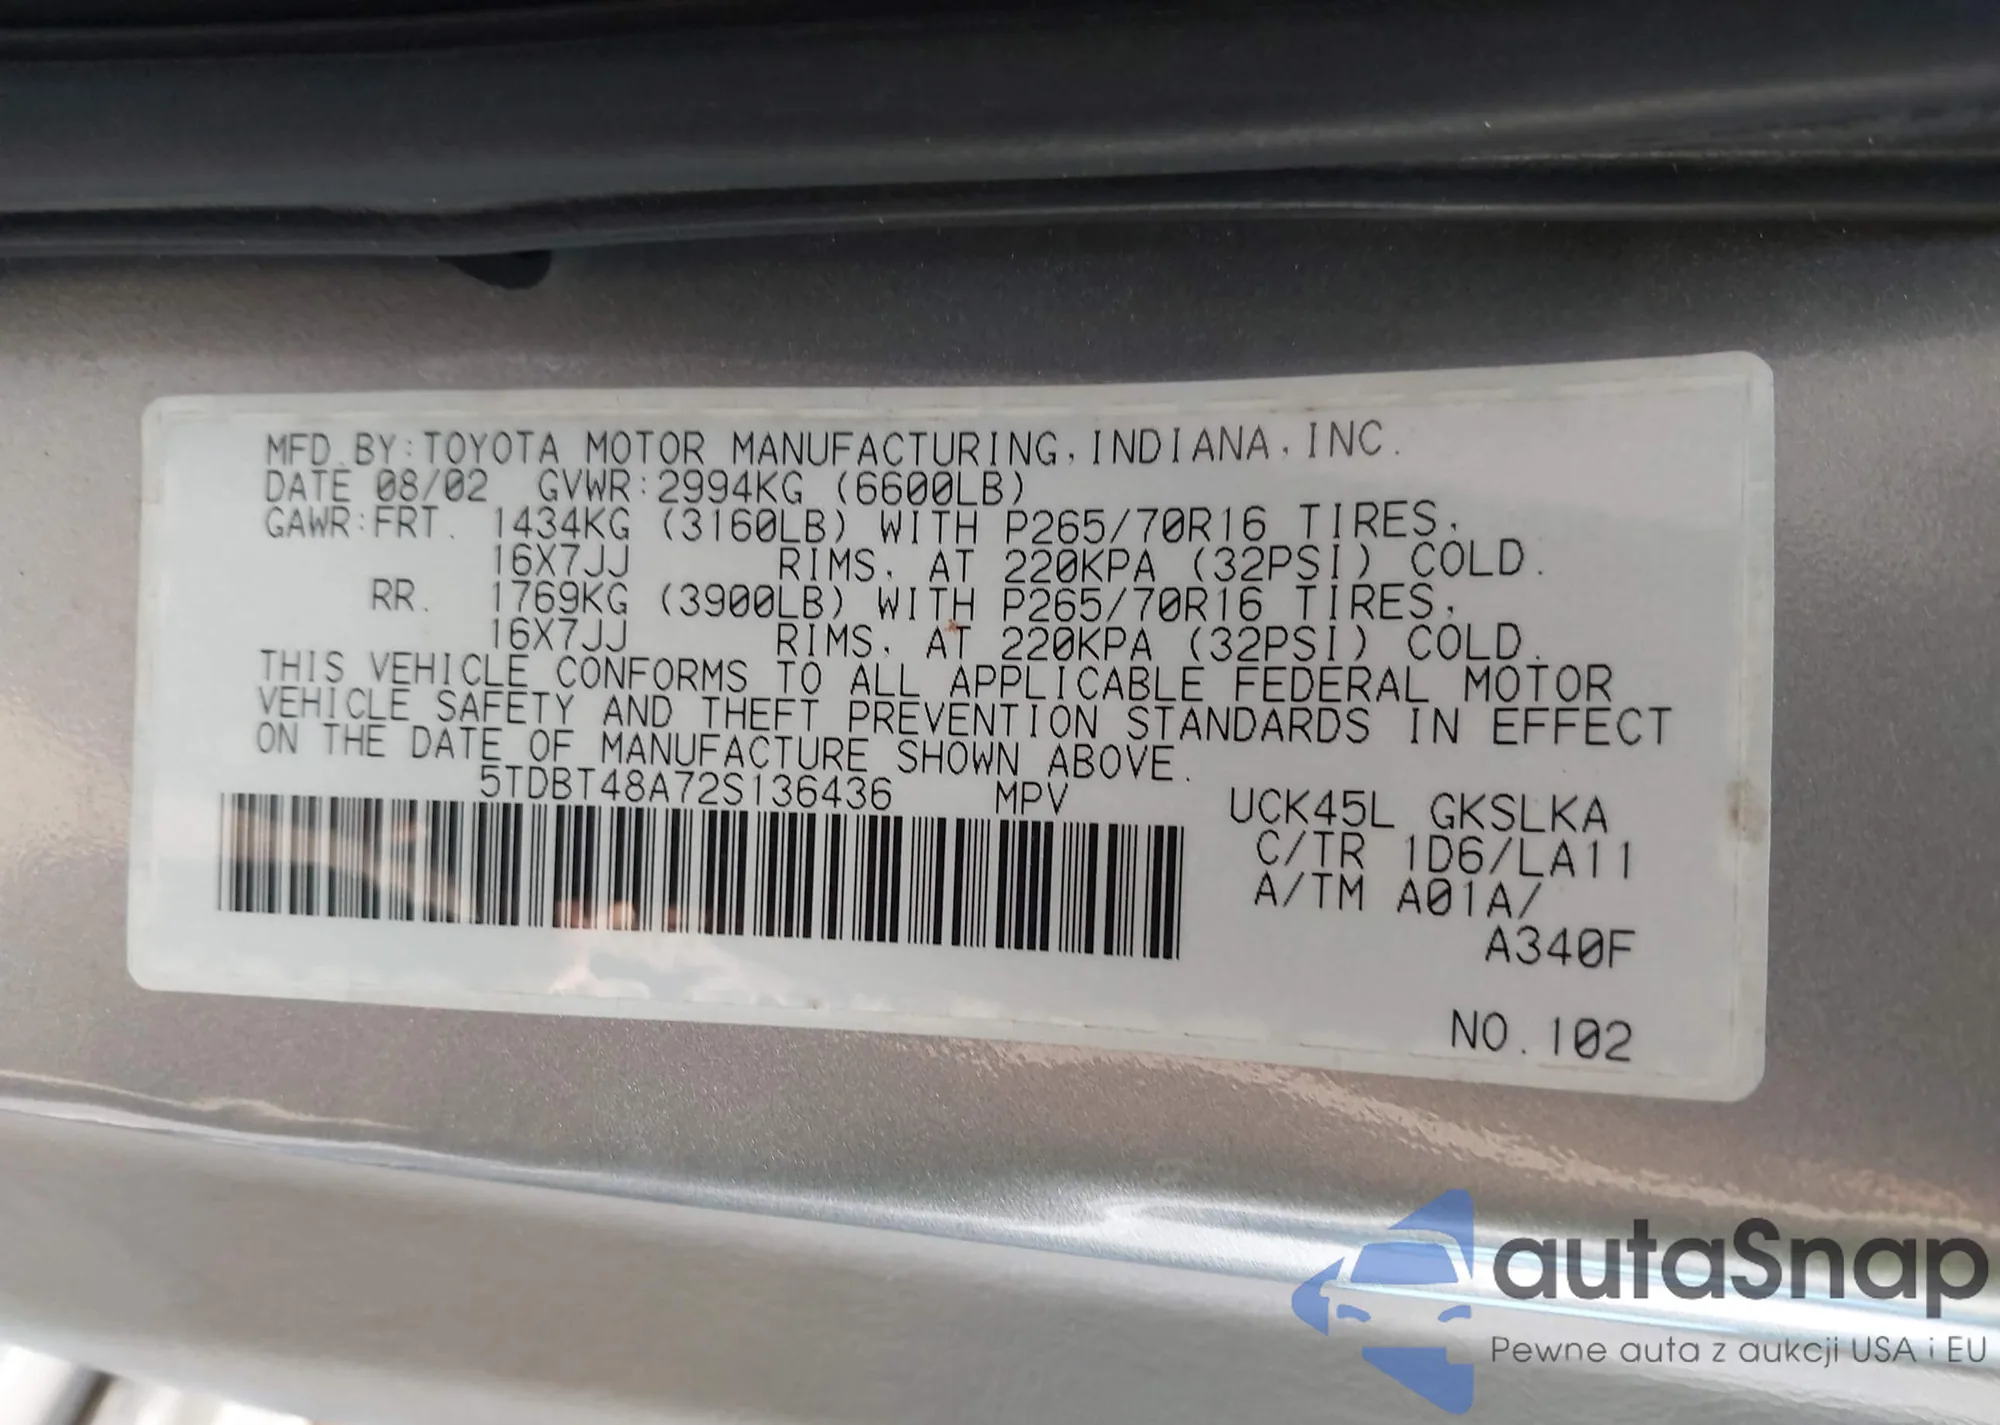 MFD.BY:TOYOTA MOTOR MANUFACTURING,INDIANA,INC.
DATE 08/02 GVWR:2994KG (6600LB)
GAWR:FRT. 1434KG (3160LB) WITH P265/70R16 TIRES,
16X7JJ RIMS, AT 220KPA (32PSI) COLD.
RR. 1769KG (3900LB) WITH P265/70R16 TIRES,
16X7JJ RIMS, AT 220KPA (32PSI) COLD.
THIS VEHICLE CONFORMS TO ALL APPLICABLE FEDERAL MOTOR
VEHICLE SAFETY AND THEFT PREVENTION STANDARDS IN EFFECT
ON THE DATE OF MANUFACTURE SHOWN ABOVE.
5TDBT48A72S136436 MPV
UCK45L GKSLKA
C/TR 1D6/LA11
A/TM A01A/
A340F
NO.102
autaSnap
Pewne auta z aukcji USA i EU